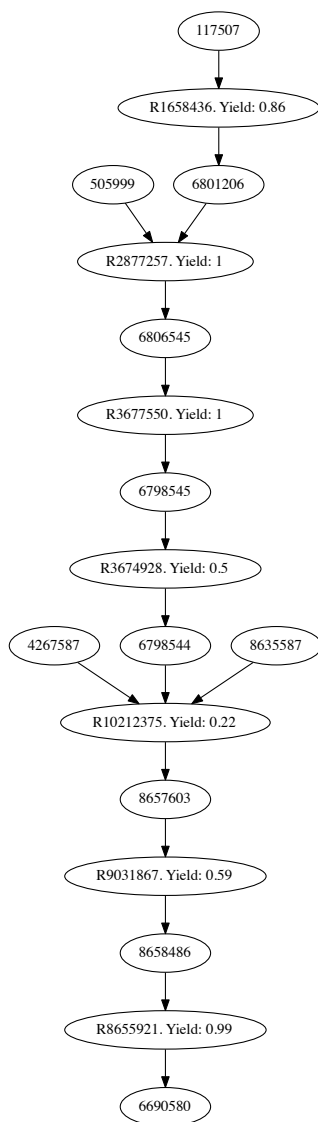 117507
R1658436. Yield: 0.86
505999
6801206
R2877257. Yield: 1
6806545
R3677550. Yield: 1
6798545
R3674928. Yield: 0.5
4267587
6798544
8635587
R10212375. Yield: 0.22
8657603
R9031867. Yield: 0.59
8658486
R8655921. Yield: 0.99
6690580